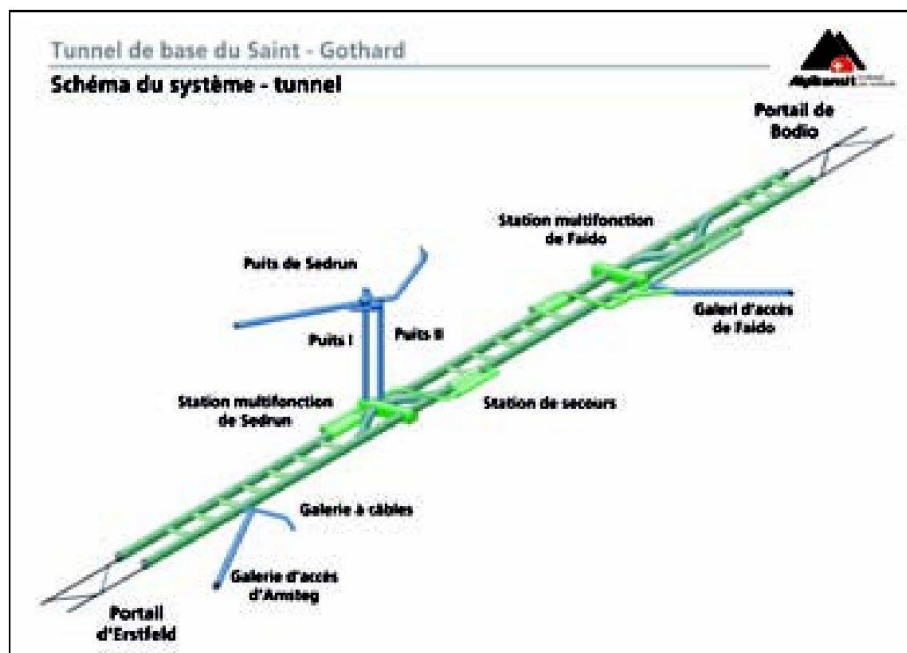 Tunnel de base du Saint - Gothard
Schéma du système - tunnel
Alptransit
Portail de
Bodio
Station multifonction
de Faido
Puits de Sedrun
Galeri d'accès
de Faido
Puits I
Puits II
Station multifonction
de Sedrun
Station de secours
Galerie à câbles
Galerie d'accès
d'Amsteg
Portail
d'Erstfeld